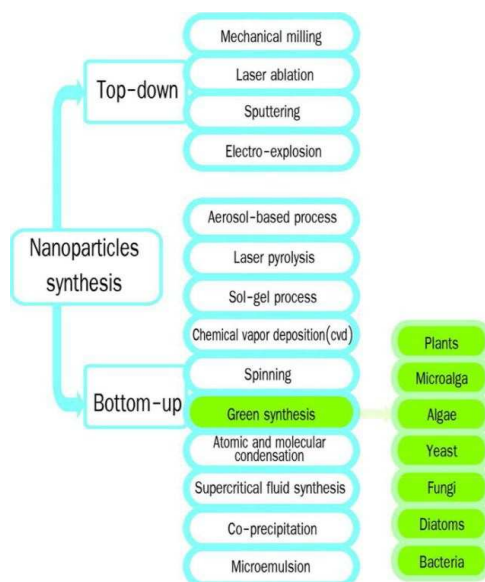 Mechanical milling
Laser ablation
Top-down
Sputtering
Electro-explosion
Nanoparticles
synthesis
Aerosol-based process
Laser pyrolysis
Sol-gel process
Chemical vapor deposition(cvd)
Spinning
Bottom-up
Green synthesis
Atomic and molecular
condensation
Supercritical fluid synthesis
Co-precipitation
Microemulsion
Plants
Microalga
Algae
Yeast
Fungi
Diatoms
Bacteria